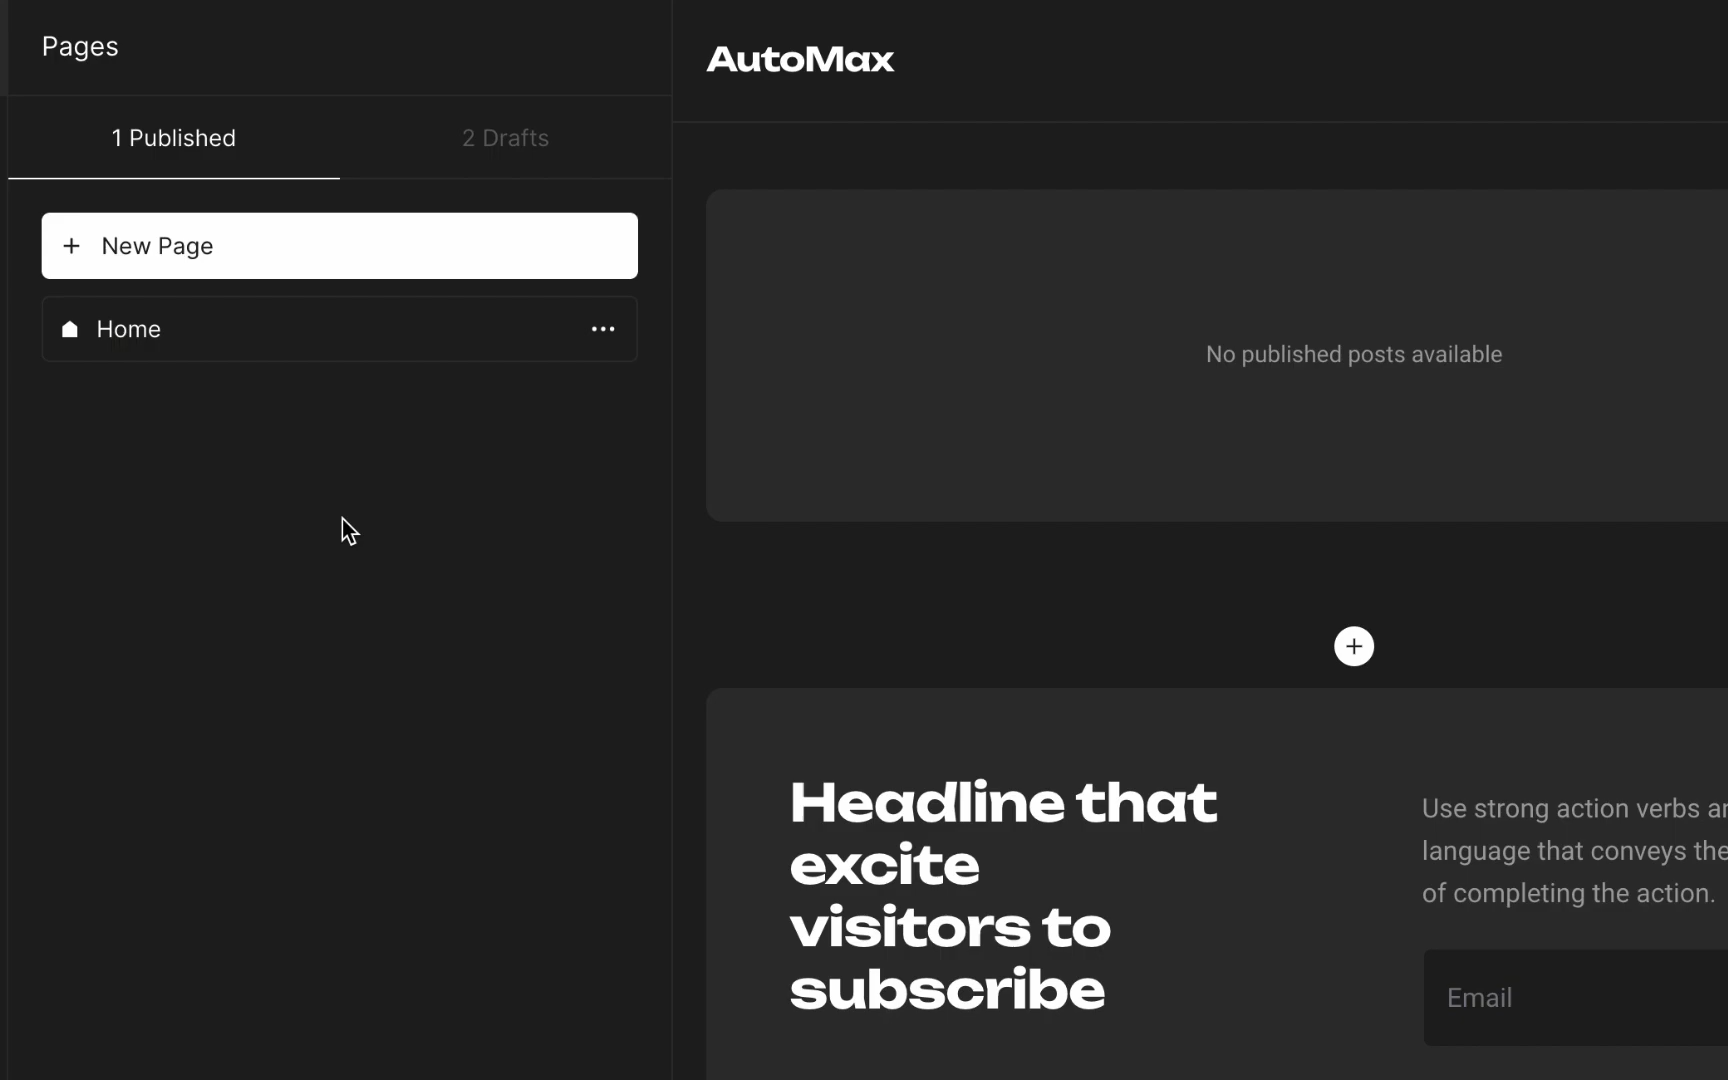 Pages
1 Published
2 Drafts
New Page
Home
AutoMax
No published posts available
Headline that
excite
visitors to
subscribe
Use strong action verbs
language that conveys the
of completing the action.
Email